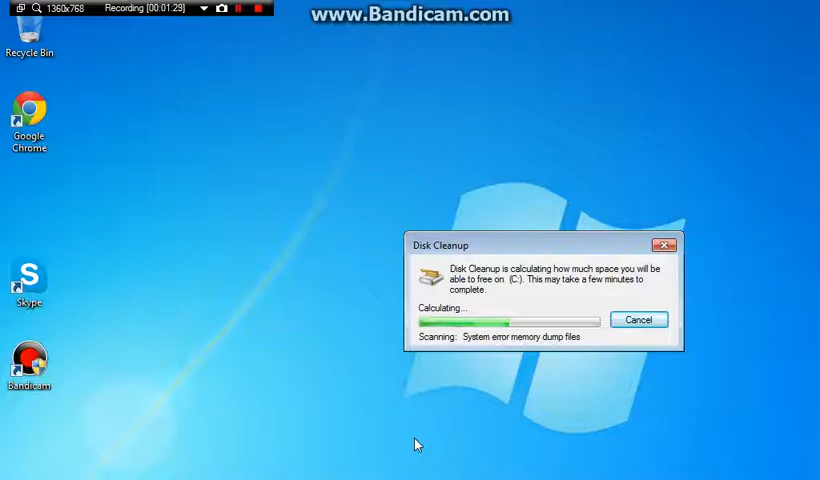 1360x768 Recording [00:01:29]
www.Bandicam.com
Recycle Bin
Google
Chrome
Skype
Bandicam
Disk Cleanup
Disk Cleanup is calculating how much space you will be
able to free on (C:). This may take a few minutes to
complete.
Calculating...
Cancel
Scanning: System error memory dump files